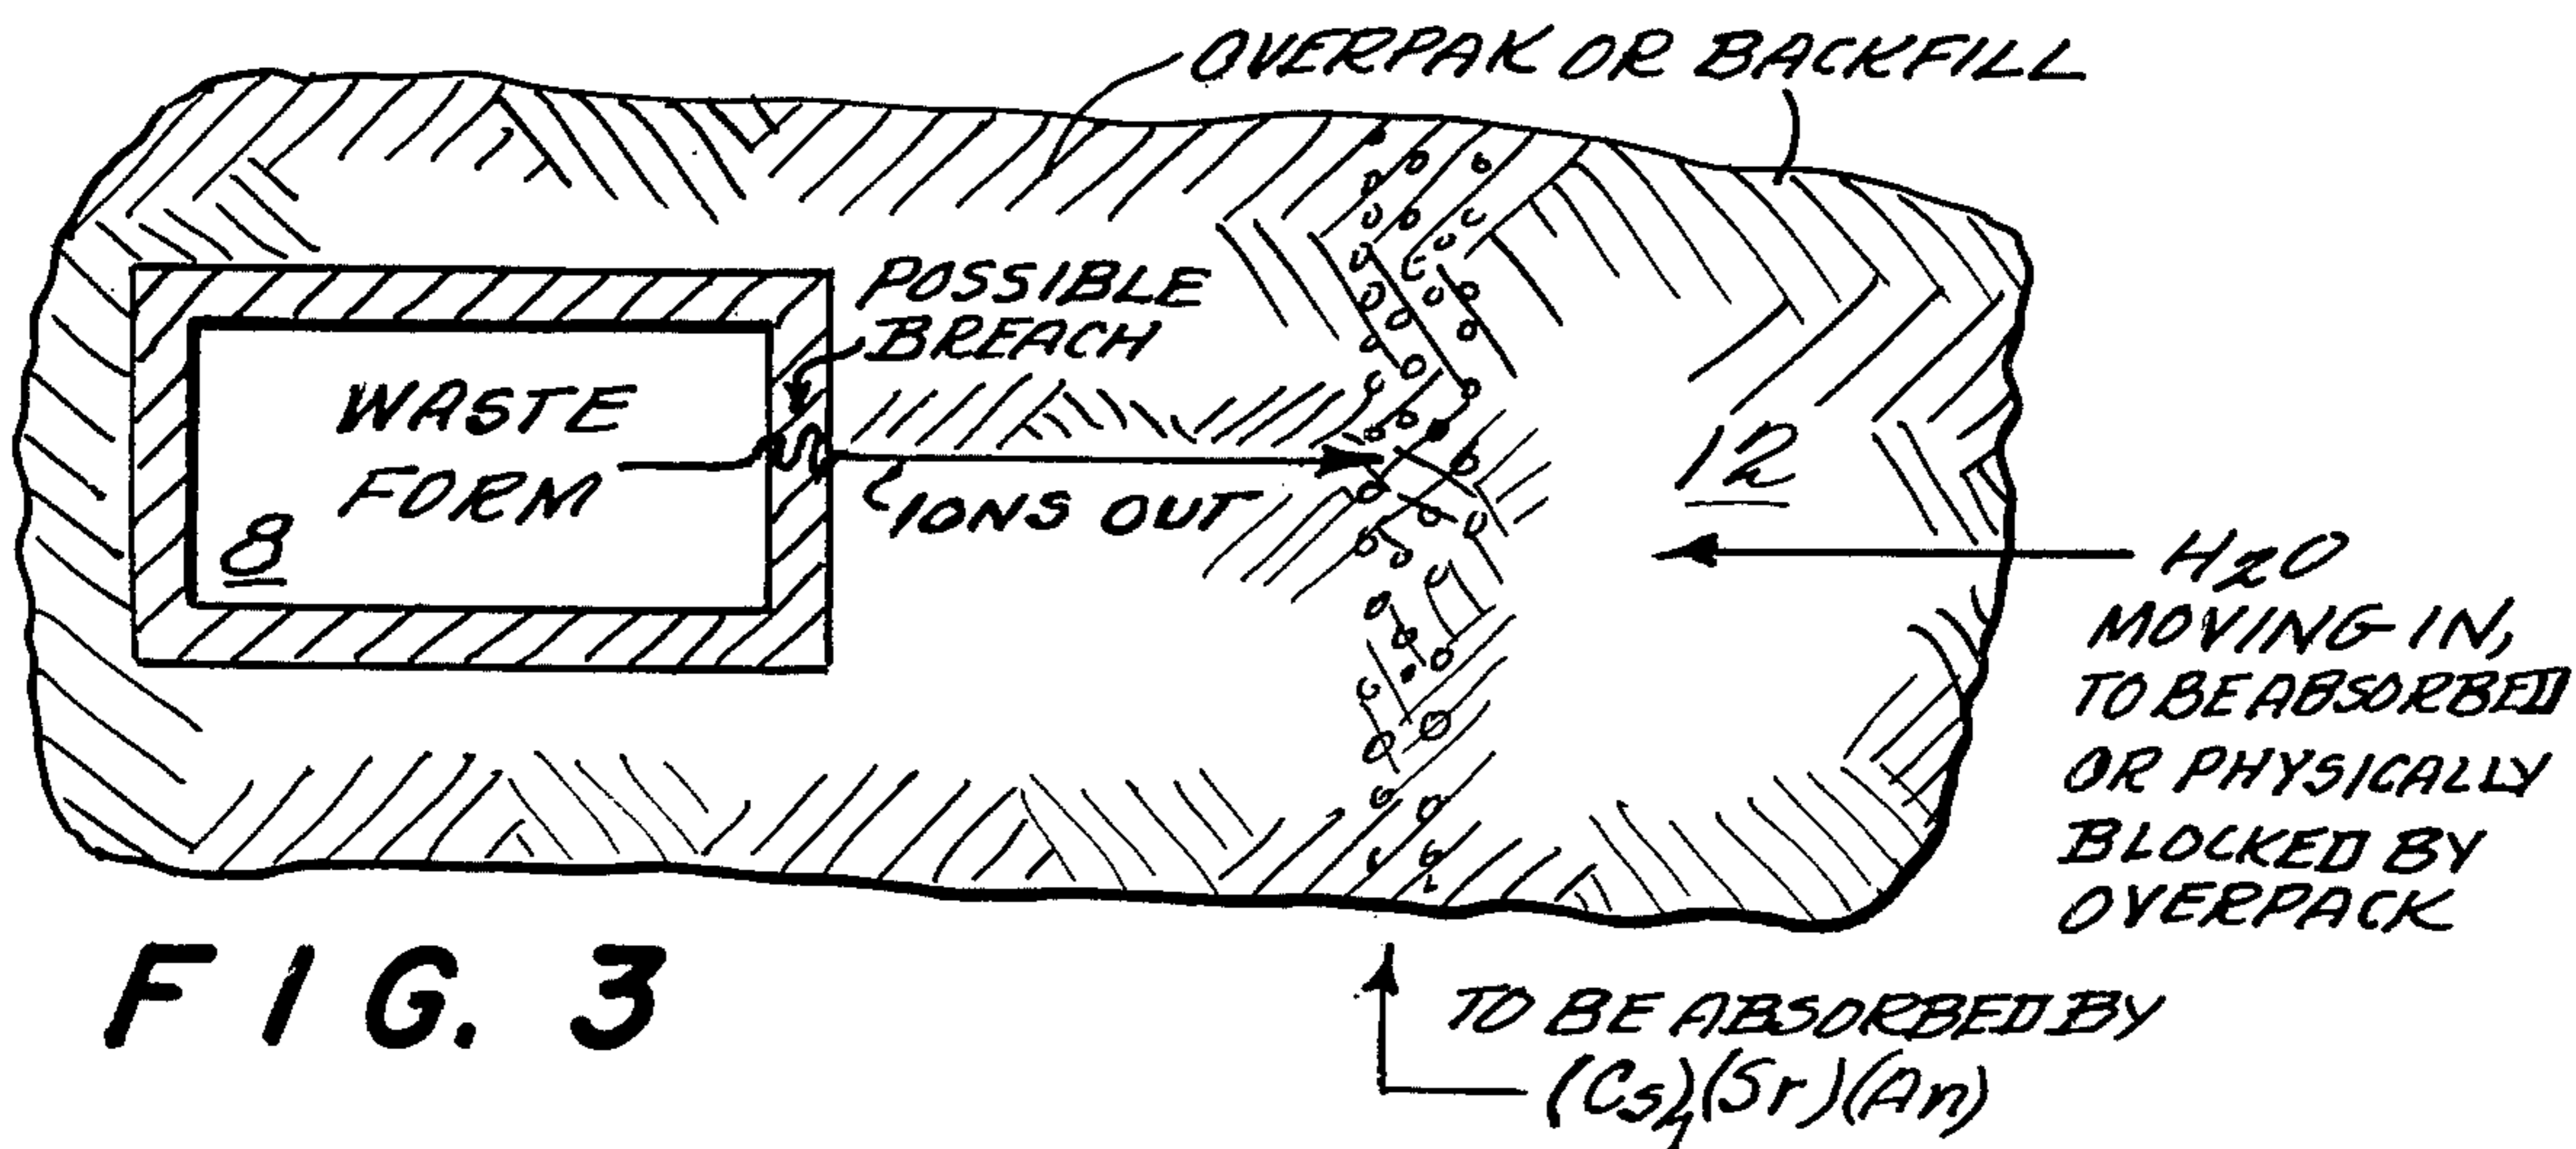 OVERPAK OR BACKFILL
POSSIBLE
BREACH
WASTE
FORM
8
IONS OUT
12
H2O
MOVING IN,
TO BE ABSORBED
OR PHYSICALLY
BLOCKED BY
OVERPACK
FIG. 3
TO BE ABSORBED BY
(Cs),(Sr)(An)